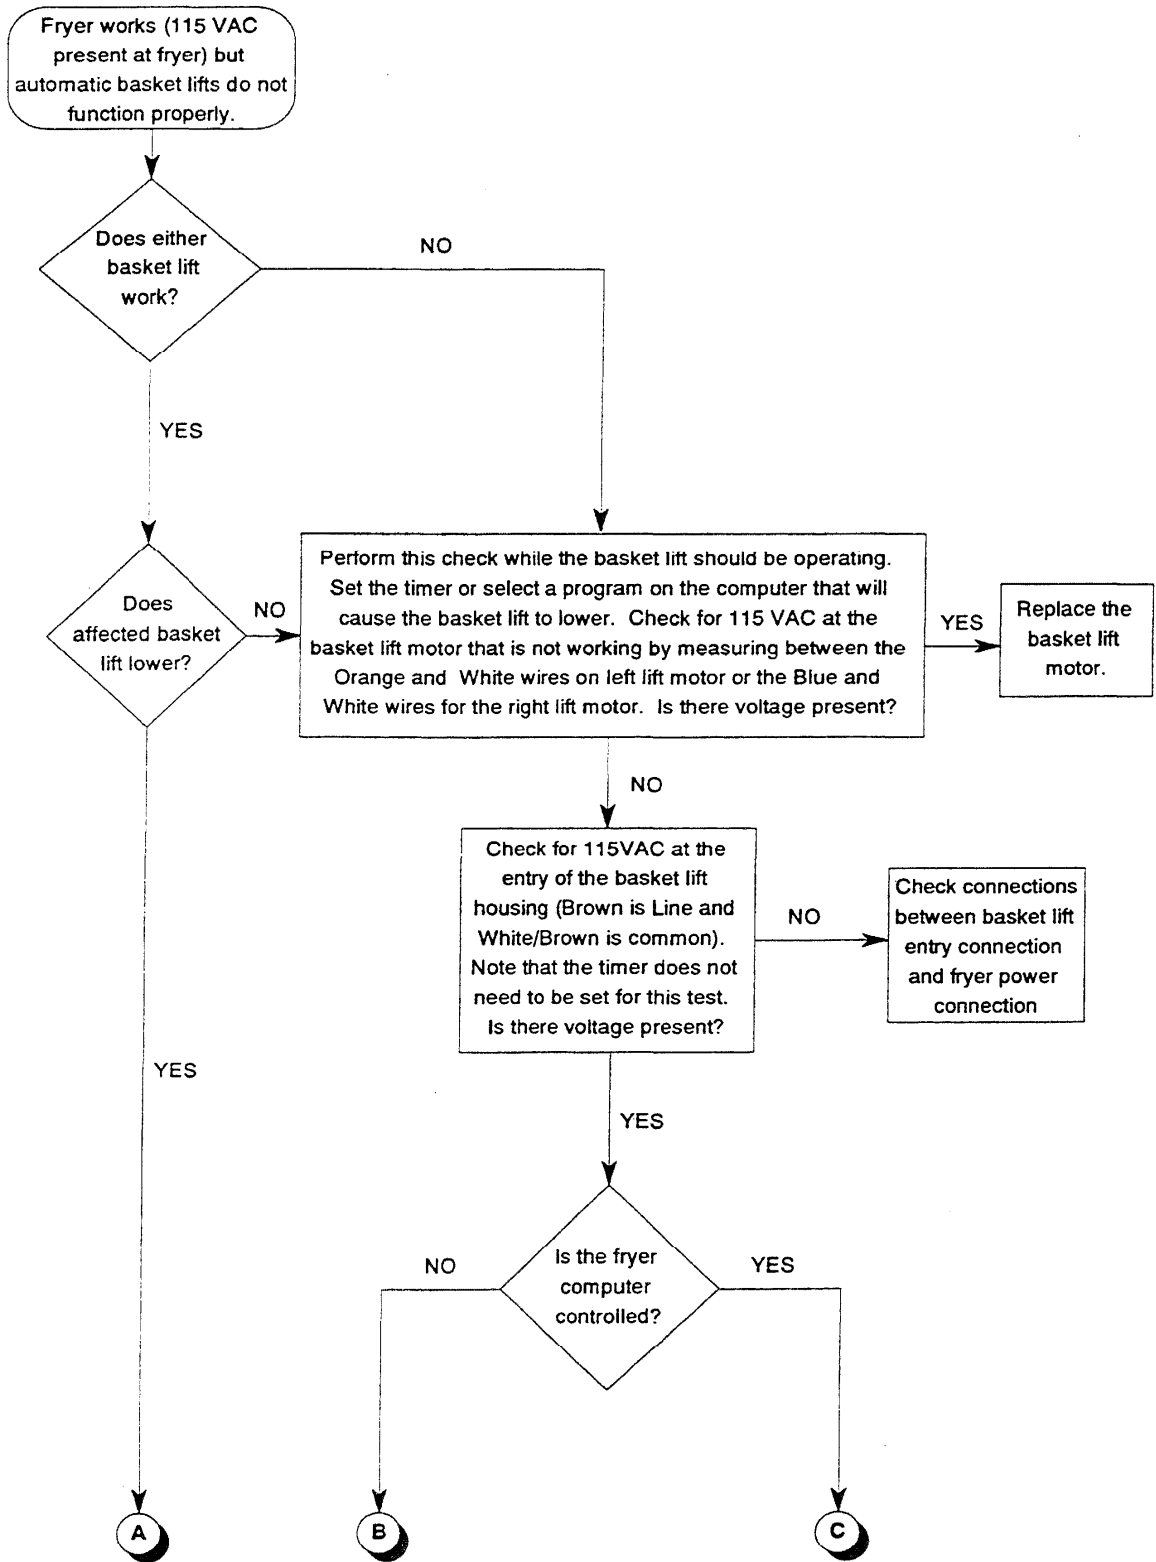 Fryer works (115 VAC
present at fryer) but
automatic basket lifts do not
function properly.
Does either
basket lift
work?
NO
YES
Does
affected basket
lift lower?
NO
Perform this check while the basket lift should be operating.
Set the timer or select a program on the computer that will
cause the basket lift to lower. Check for 115 VAC at the
basket lift motor that is not working by measuring between the
Orange and White wires on left lift motor or the Blue and
White wires for the right lift motor. Is there voltage present?
YES
Replace the
basket lift
motor.
NO
Check for 115VAC at the
entry of the basket lift
housing (Brown is Line and
White/Brown is common).
Note that the timer does not
need to be set for this test.
Is there voltage present?
NO
Check connections
between basket lift
entry connection
and fryer power
connection
YES
YES
Is the fryer
computer
controlled?
NO
YES
A
B
C